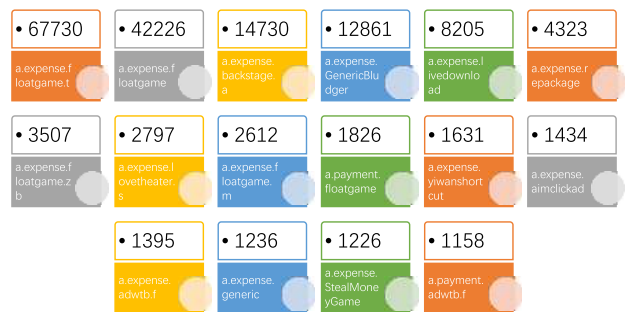 • 67730
• 42226
• 14730
• 12861
• 8205
• 4323
a.expense.f
loatgame.t
a.expense.f
loatgame
a.expense.
backstage.
a
a.expense.
GenericBlu
dger
a.expense.l
ivedownlo
ad
a.expense.r
epackage
• 3507
• 2797
• 2612
• 1826
• 1631
• 1434
a.expense.f
loatgame.z
b
a.expense.l
ovetheater.
s
a.expense.f
loatgame.
m
a.payment.
floatgame
a.expense.
yiwanshort
cut
a.expense.
aimclickad
• 1395
• 1236
• 1226
• 1158
a.expense.
adwtb.f
a.expense.
generic
a.expense.
StealMone
yGame
a.payment.
adwtb.f